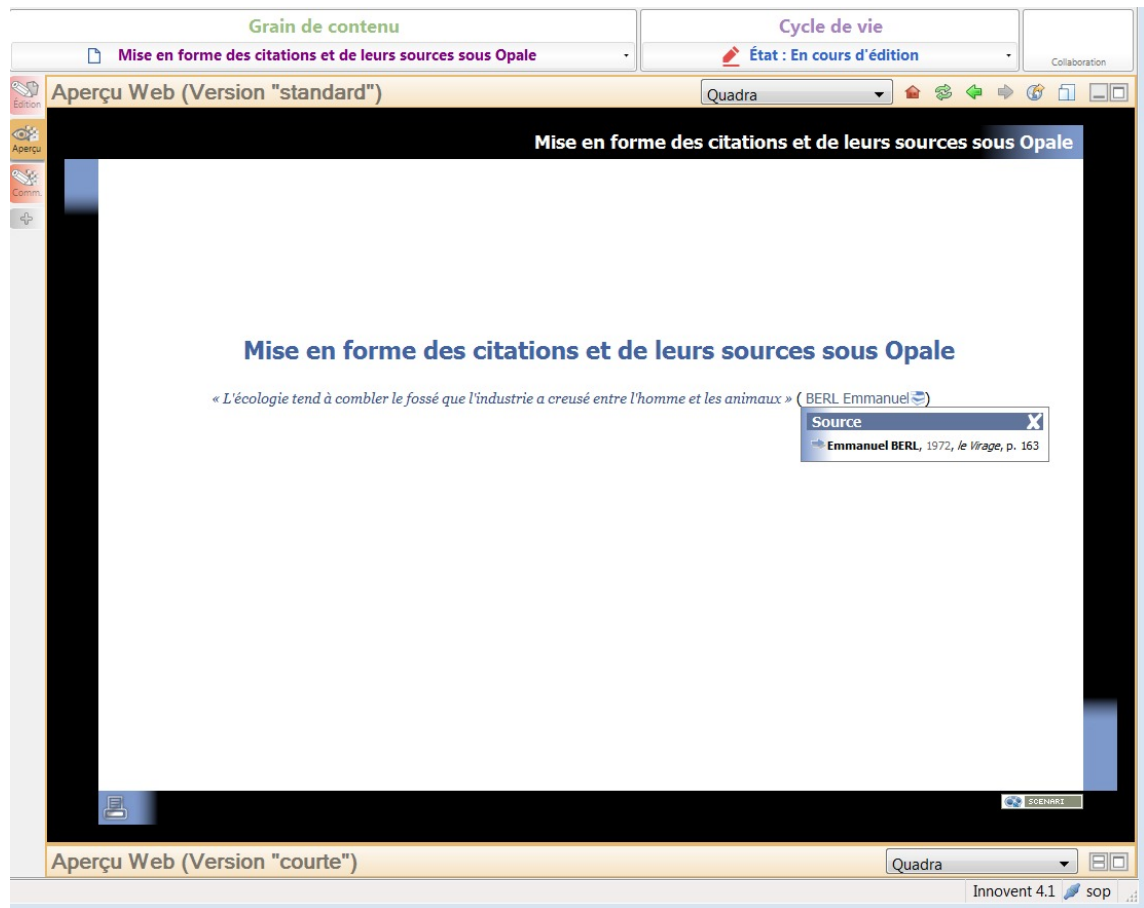 Grain de contenu
Cycle de vie
Mise en forme des citations et de leurs sources sous Opale
État : En cours d'édition
Collaboration
Édition
Aperçu Web (Version "standard")
Quadra
Aperçu
Mise en forme des citations et de leurs sources sous Opale
Comm.
Mise en forme des citations et de leurs sources sous Opale
« L'écologie tend à combler le fossé que l'industrie a creusé entre l'homme et les animaux » ( BERL Emmanuel)
Source
X
Emmanuel BERL, 1972, le Virage, p. 163
SCENARI
Aperçu Web (Version "courte")
Quadra
Innovent 4.1 sop